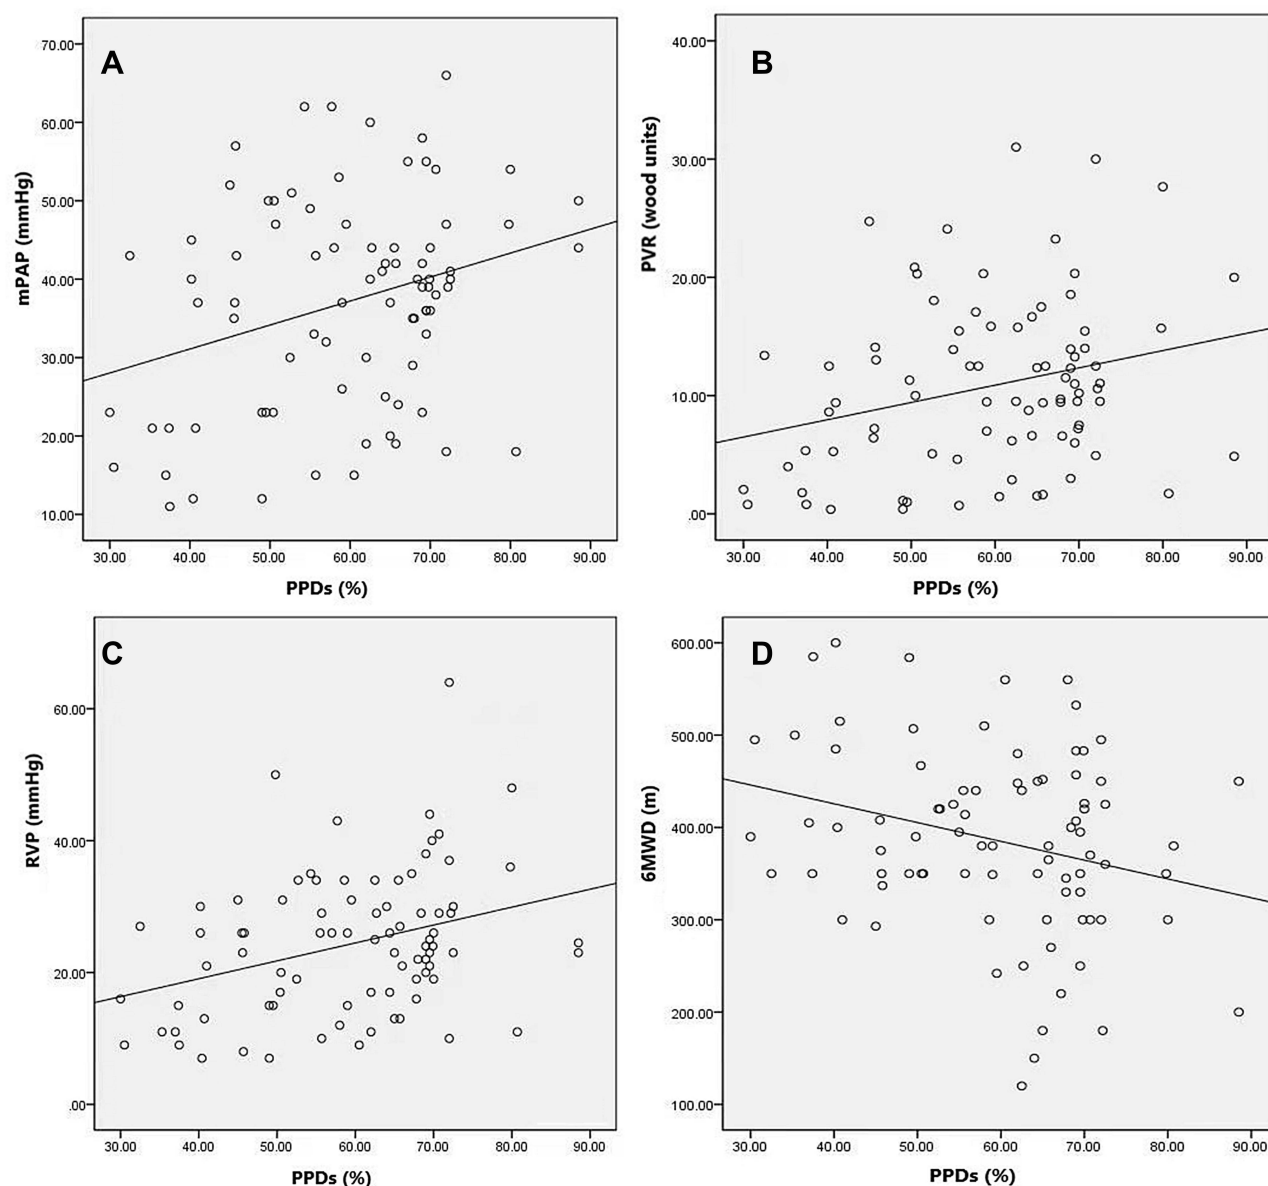 A
mPAP (mmHg)
70.00
60.00
50.00
40.00
30.00
20.00
10.00
30.00 40.00 50.00 60.00 70.00 80.00 90.00
PPDs (%)
B
PVR (wood units)
40.00
30.00
20.00
10.00
.00
30.00 40.00 50.00 60.00 70.00 80.00 90.00
PPDs (%)
C
RVP (mmHg)
60.00
40.00
20.00
.00
30.00 40.00 50.00 60.00 70.00 80.00 90.00
PPDs (%)
D
6MWD (m)
600.00
500.00
400.00
300.00
200.00
100.00
30.00 40.00 50.00 60.00 70.00 80.00 90.00
PPDs (%)